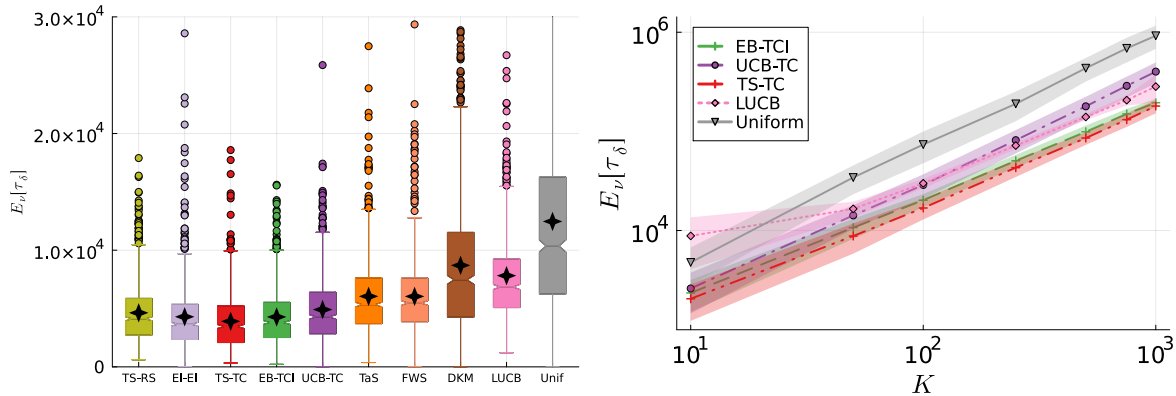 3.0×10⁴
2.0×10⁴
1.0×10⁴
0
E_ν[τ_δ]
TS-RS EI-EI TS-TC EB-TCI UCB-TC TaS FWS DKM LUCB Unif
10⁶
10⁴
E_ν[τ_δ]
EB-TCI
UCB-TC
TS-TC
LUCB
Uniform
10¹ 10² 10³
K